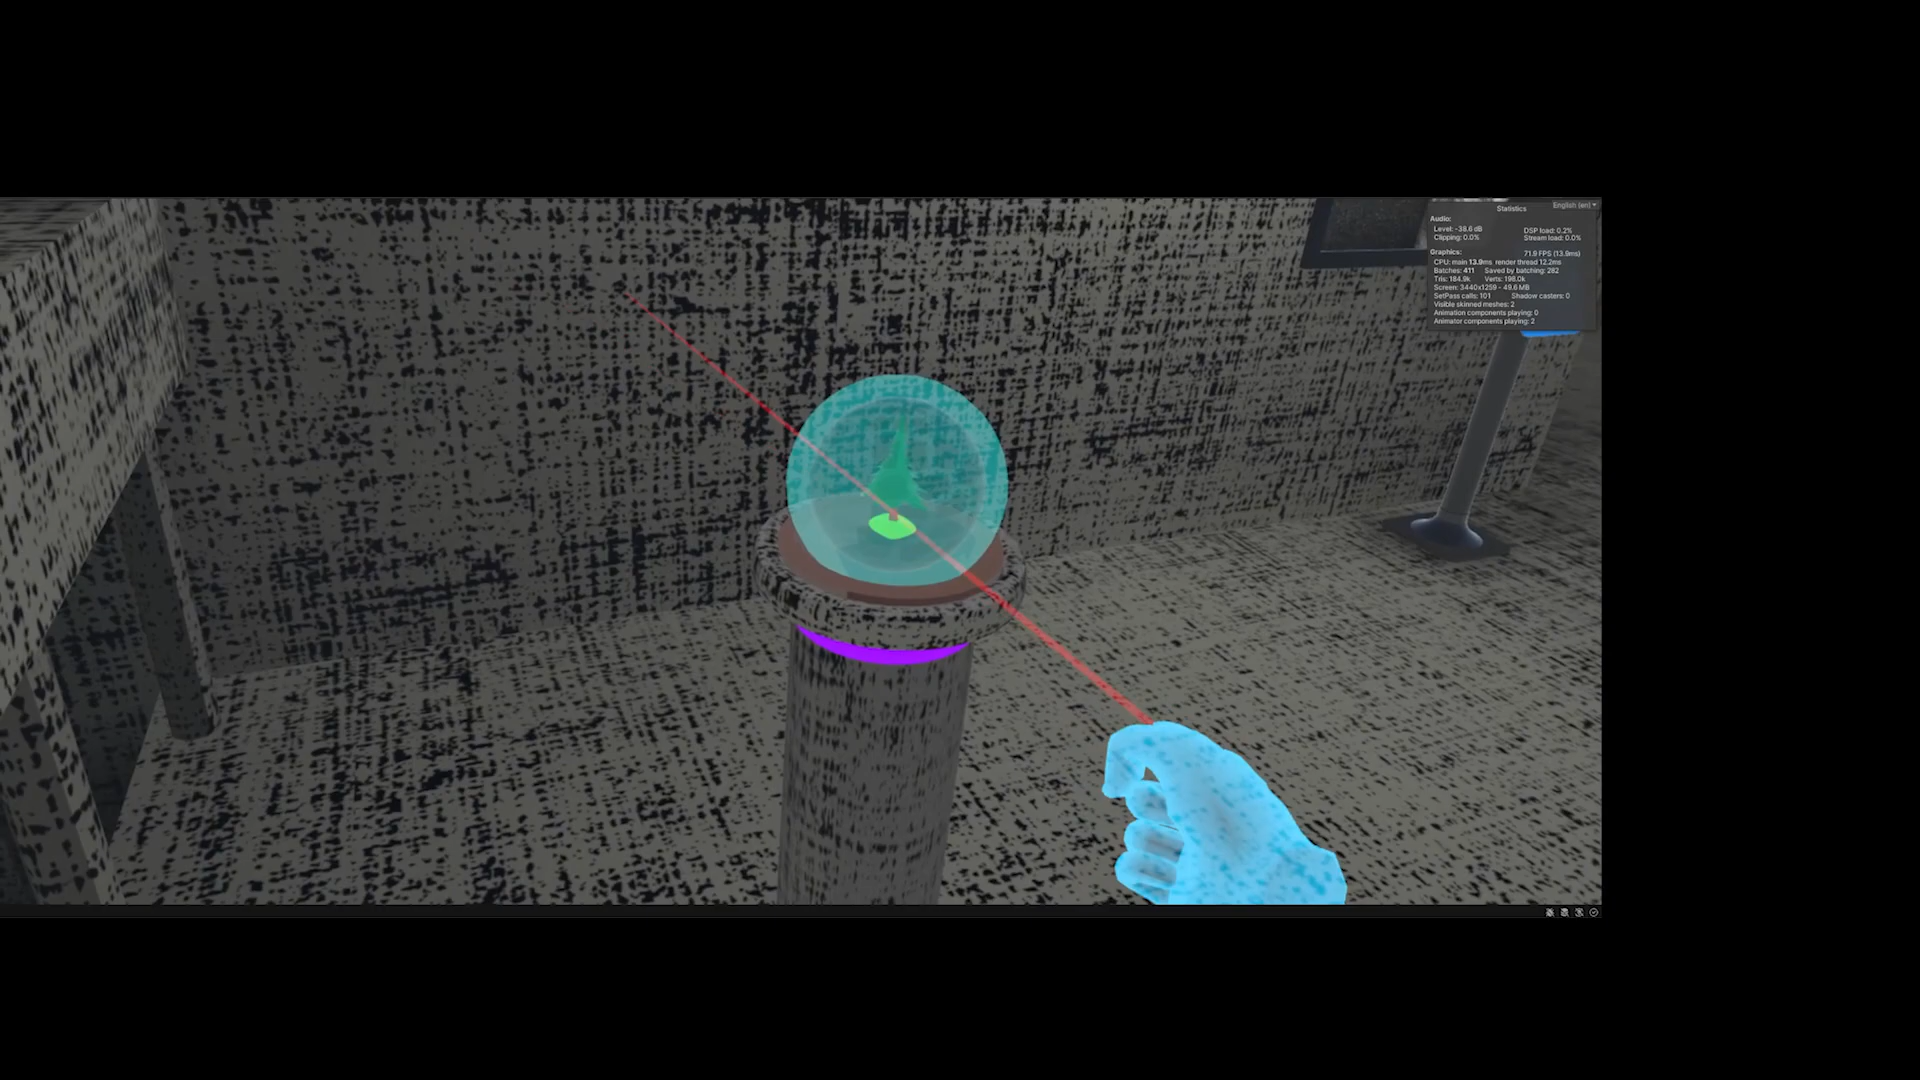 English (en)
Statistics
Audio:
Level: -38.6 dB DSP load: 0.2%
Clipping: 0.0% Stream load: 0.0%
Graphics: 71.9 FPS (13.9ms)
CPU: main 13.9ms render thread 12.2ms
Batches: 411 Saved by batching: 282
Tris: 184.9k Verts: 198.0k
Screen: 3440x1259 - 49.6 MB
SetPass calls: 101 Shadow casters: 0
Visible skinned meshes: 2
Animation components playing: 0
Animator components playing: 2